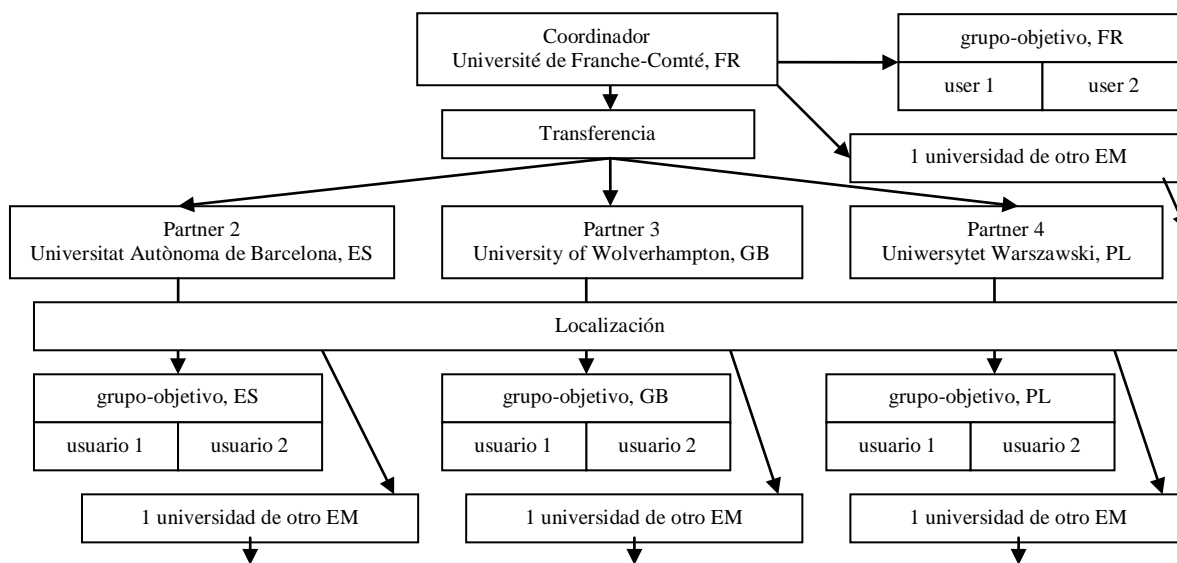 Coordinador
Université de Franche-Comté, FR
grupo-objetivo, FR
user 1
user 2
Transferencia
1 universidad de otro EM
Partner 2
Universitat Autònoma de Barcelona, ES
Partner 3
University of Wolverhampton, GB
Partner 4
Uniwersytet Warszawski, PL
Localización
grupo-objetivo, ES
usuario 1
usuario 2
grupo-objetivo, GB
usuario 1
usuario 2
grupo-objetivo, PL
usuario 1
usuario 2
1 universidad de otro EM
1 universidad de otro EM
1 universidad de otro EM